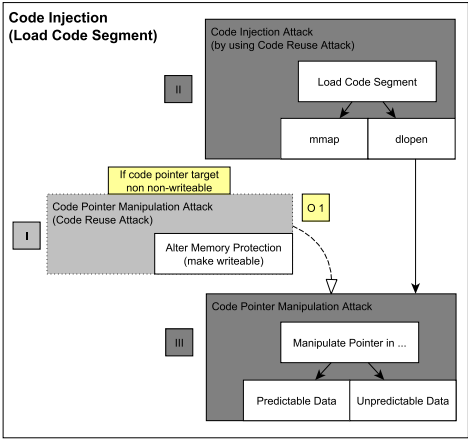 Code Injection
(Load Code Segment)
Code Injection Attack
(by using Code Reuse Attack)
II
Load Code Segment
mmap
dlopen
If code pointer target
non non-writeable
Code Pointer Manipulation Attack
(Code Reuse Attack)
O 1
I
Alter Memory Protection
(make writeable)
Code Pointer Manipulation Attack
III
Manipulate Pointer in ...
Predictable Data
Unpredictable Data